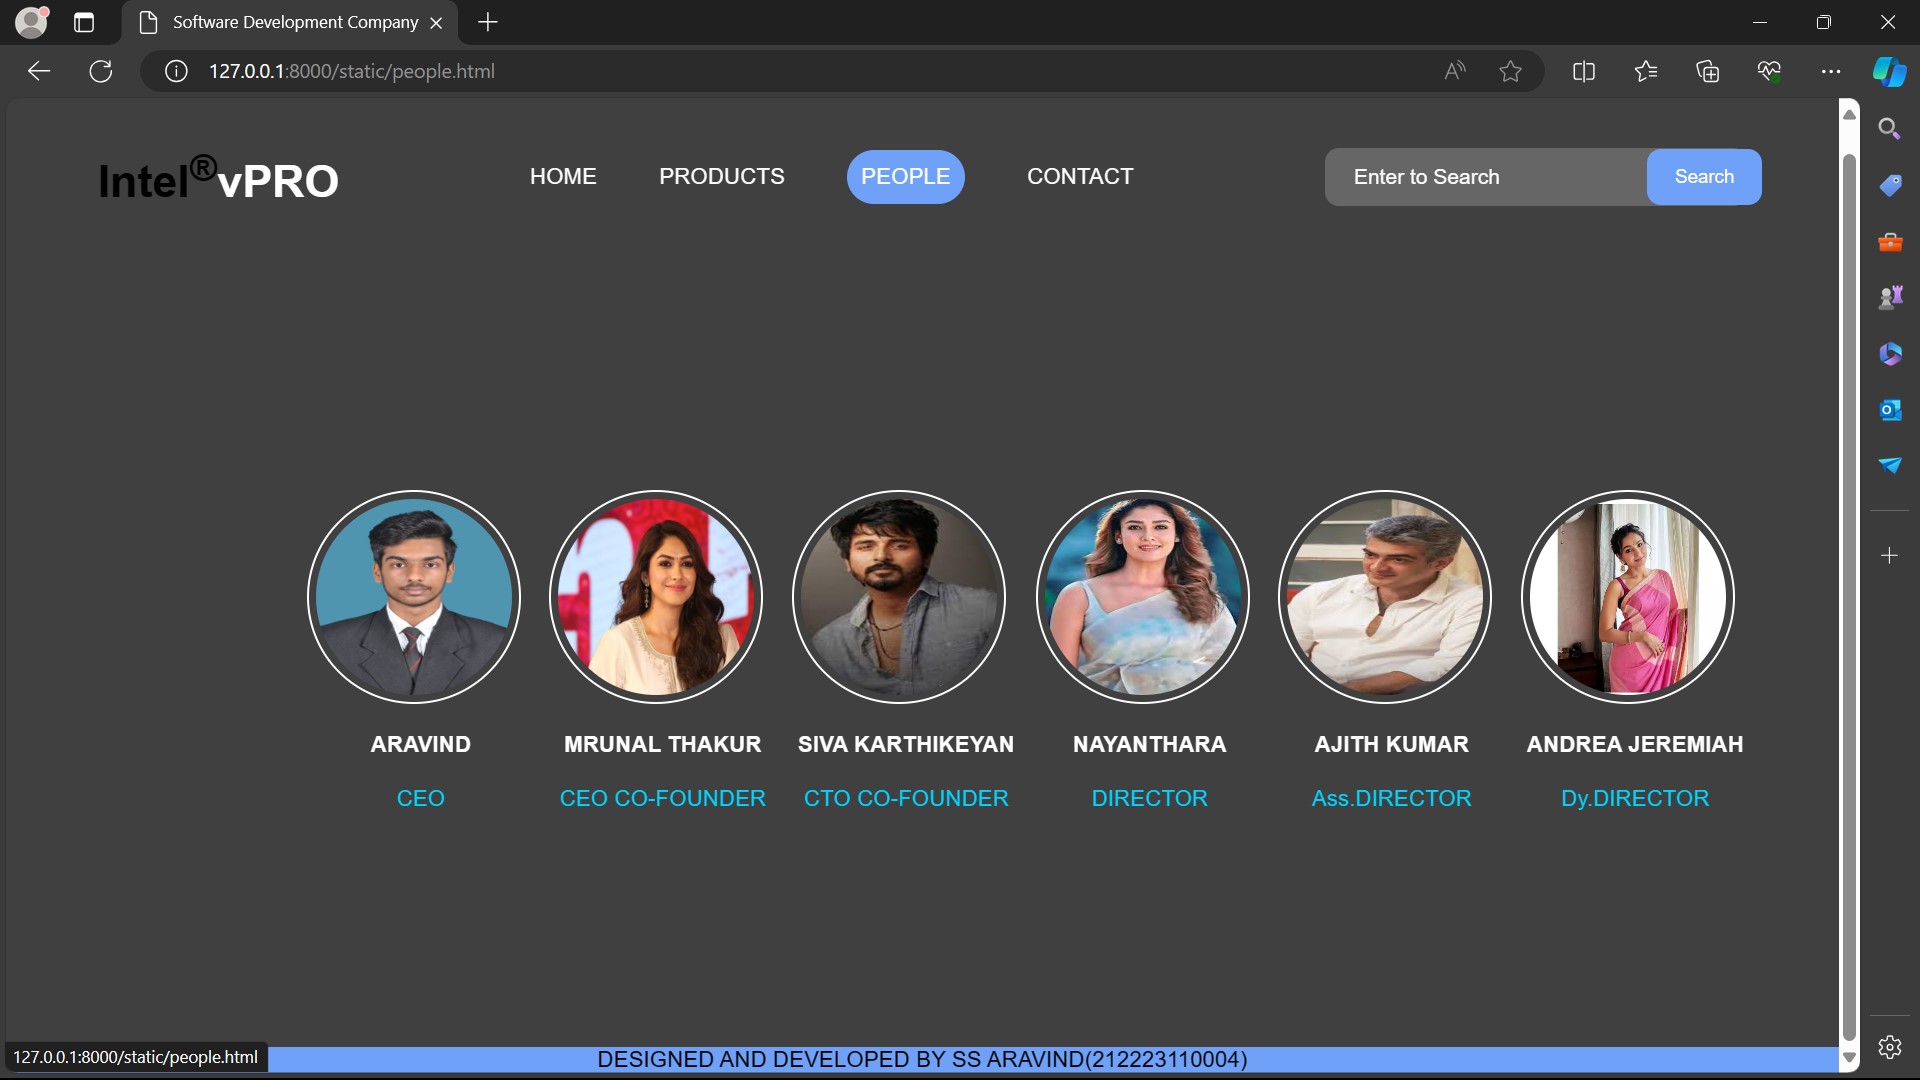 Software Development Company
127.0.0.1:8000/static/people.html
Intel®vPRO
HOME PRODUCTS PEOPLE CONTACT
Enter to Search Search
ARAVIND MRUNAL THAKUR SIVA KARTHIKEYAN NAYANTHARA AJITH KUMAR ANDREA JEREMIAH
CEO CEO CO-FOUNDER CTO CO-FOUNDER DIRECTOR Ass.DIRECTOR Dy.DIRECTOR
127.0.0.1:8000/static/people.html
DESIGNED AND DEVELOPED BY SS ARAVIND(212223110004)